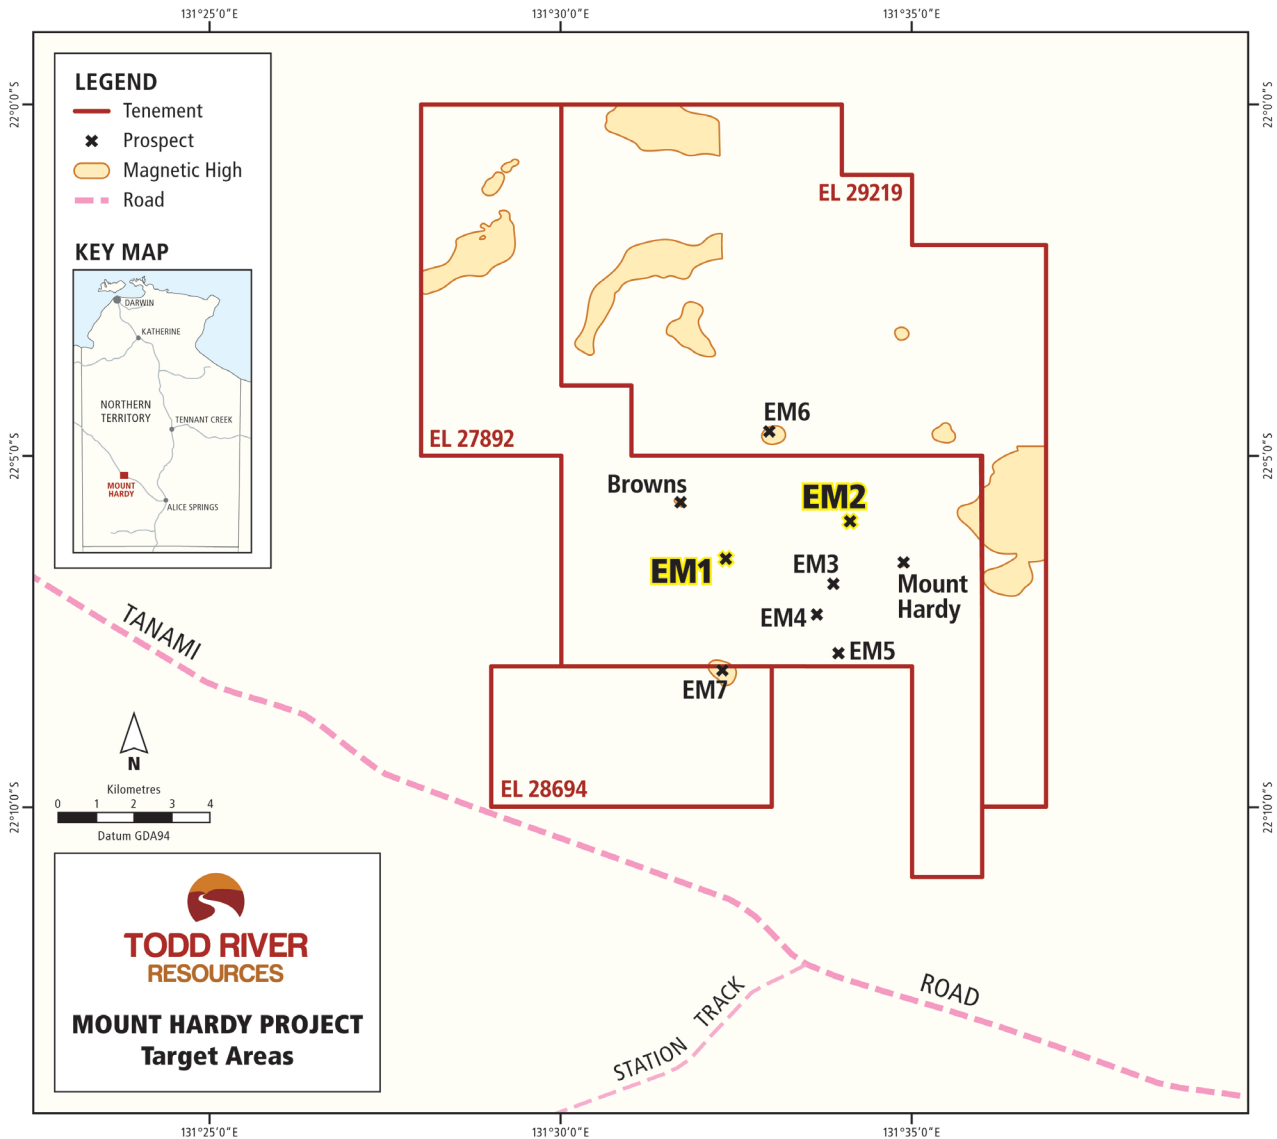 131°25'0"E
131°30'0"E
131°35'0"E
22°0'0"S
22°0'0"S
LEGEND
Tenement
Prospect
Magnetic High
Road
KEY MAP
DARWIN
KATHERINE
NORTHERN
TERRITORY
TENNANT CREEK
MOUNT
HARDY
ALICE SPRINGS
EL 29219
EM6
EL 27892
22°5'0"S
22°5'0"S
Browns
EM2
EM1
EM3
Mount
Hardy
EM4
EM5
EM7
TANAMI
N
Kilometres
0 1 2 3 4
Datum GDA94
EL 28694
22°10'0"S
22°10'0"S
TODD RIVER
RESOURCES
MOUNT HARDY PROJECT
Target Areas
STATION TRACK
ROAD
131°25'0"E
131°30'0"E
131°35'0"E